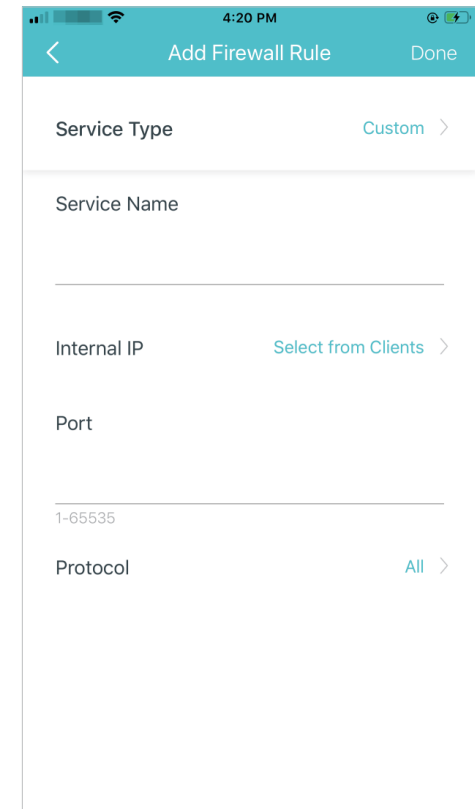 4:20 PM
Add Firewall Rule Done
Service Type Custom
Service Name
Internal IP Select from Clients
Port
1-65535
Protocol All